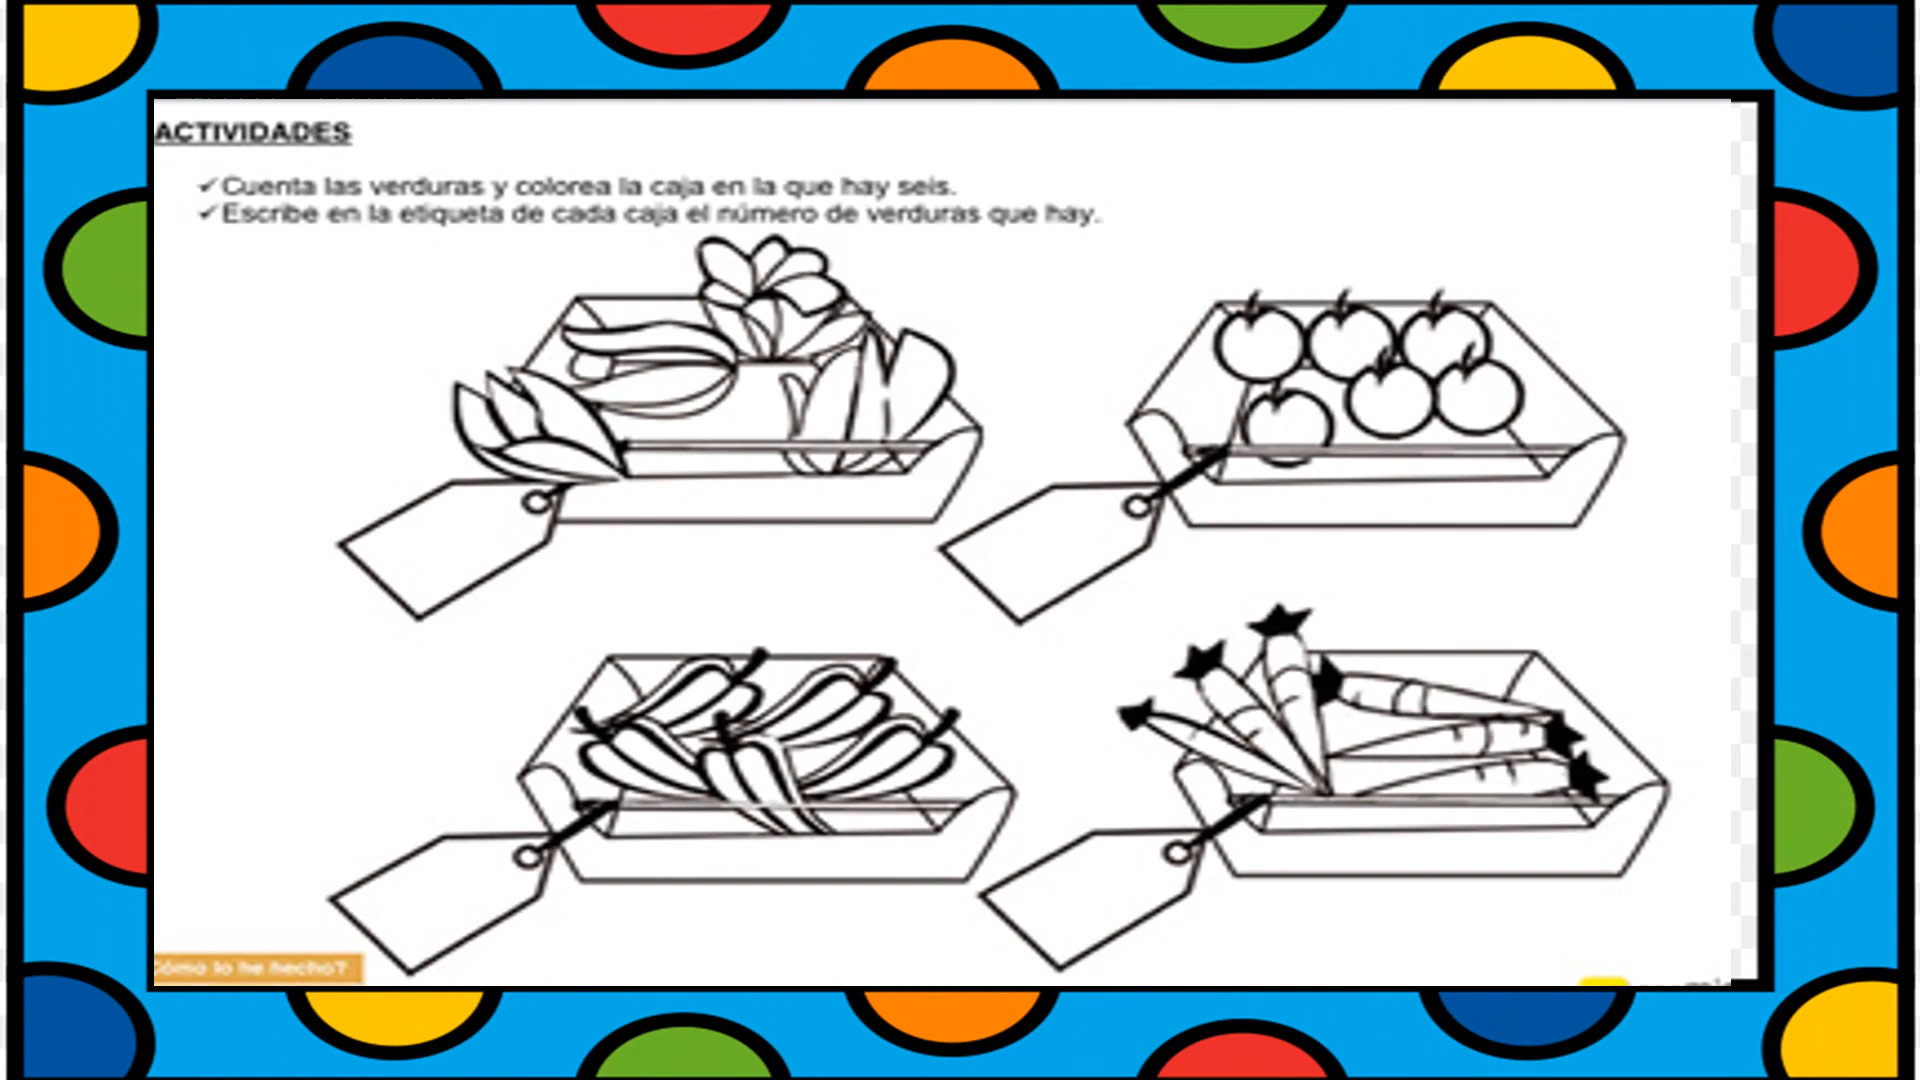 ACTIVIDADES
✓Cuenta las verduras y colorea la caja en la que hay seis.
✓Escribe en la etiqueta de cada caja el número de verduras que hay.
Cómo lo he hecho?